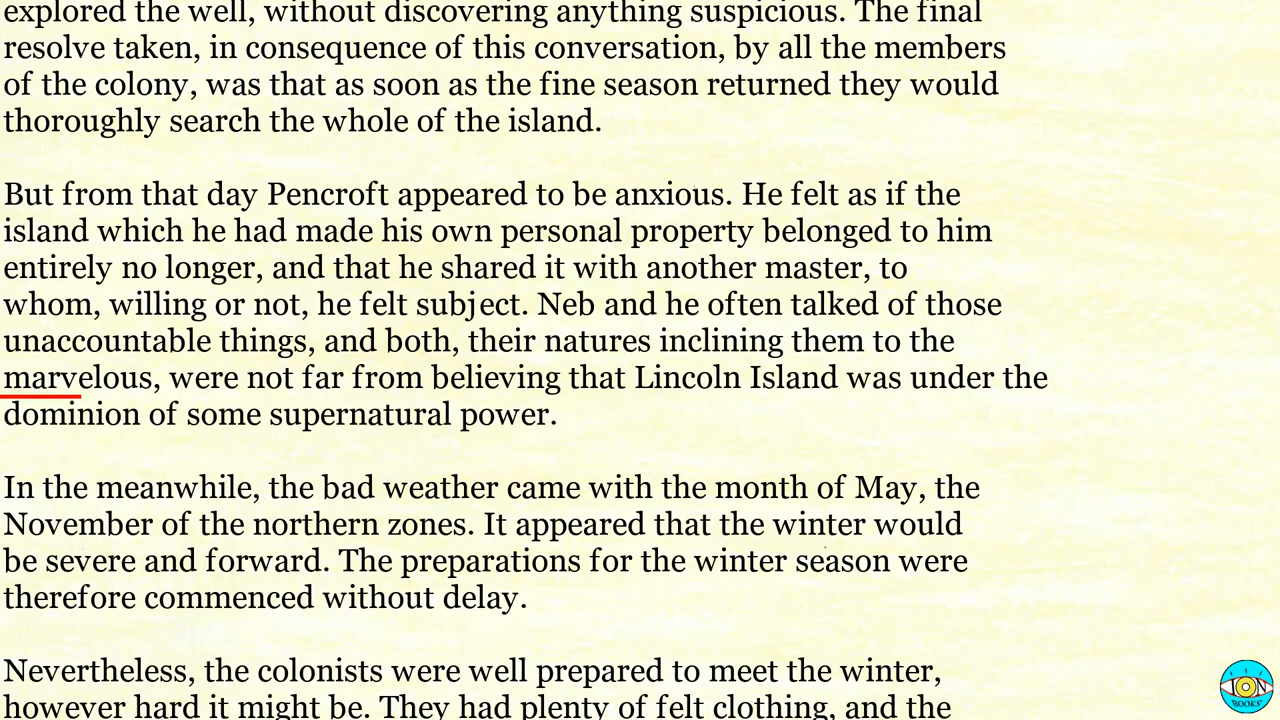 explored the well, without discovering anything suspicious. The final
resolve taken, in consequence of this conversation, by all the members
of the colony, was that as soon as the fine season returned they would
thoroughly search the whole of the island.
But from that day Pencroft appeared to be anxious. He felt as if the
island which he had made his own personal property belonged to him
entirely no longer, and that he shared it with another master, to
whom, willing or not, he felt subject. Neb and he often talked of those
unaccountable things, and both, their natures inclining them to the
marvelous, were not far from believing that Lincoln Island was under the
dominion of some supernatural power.
In the meanwhile, the bad weather came with the month of May, the
November of the northern zones. It appeared that the winter would
be severe and forward. The preparations for the winter season were
therefore commenced without delay.
Nevertheless, the colonists were well prepared to meet the winter,
however hard it might be. They had plenty of felt clothing, and the
ION
BOOKS